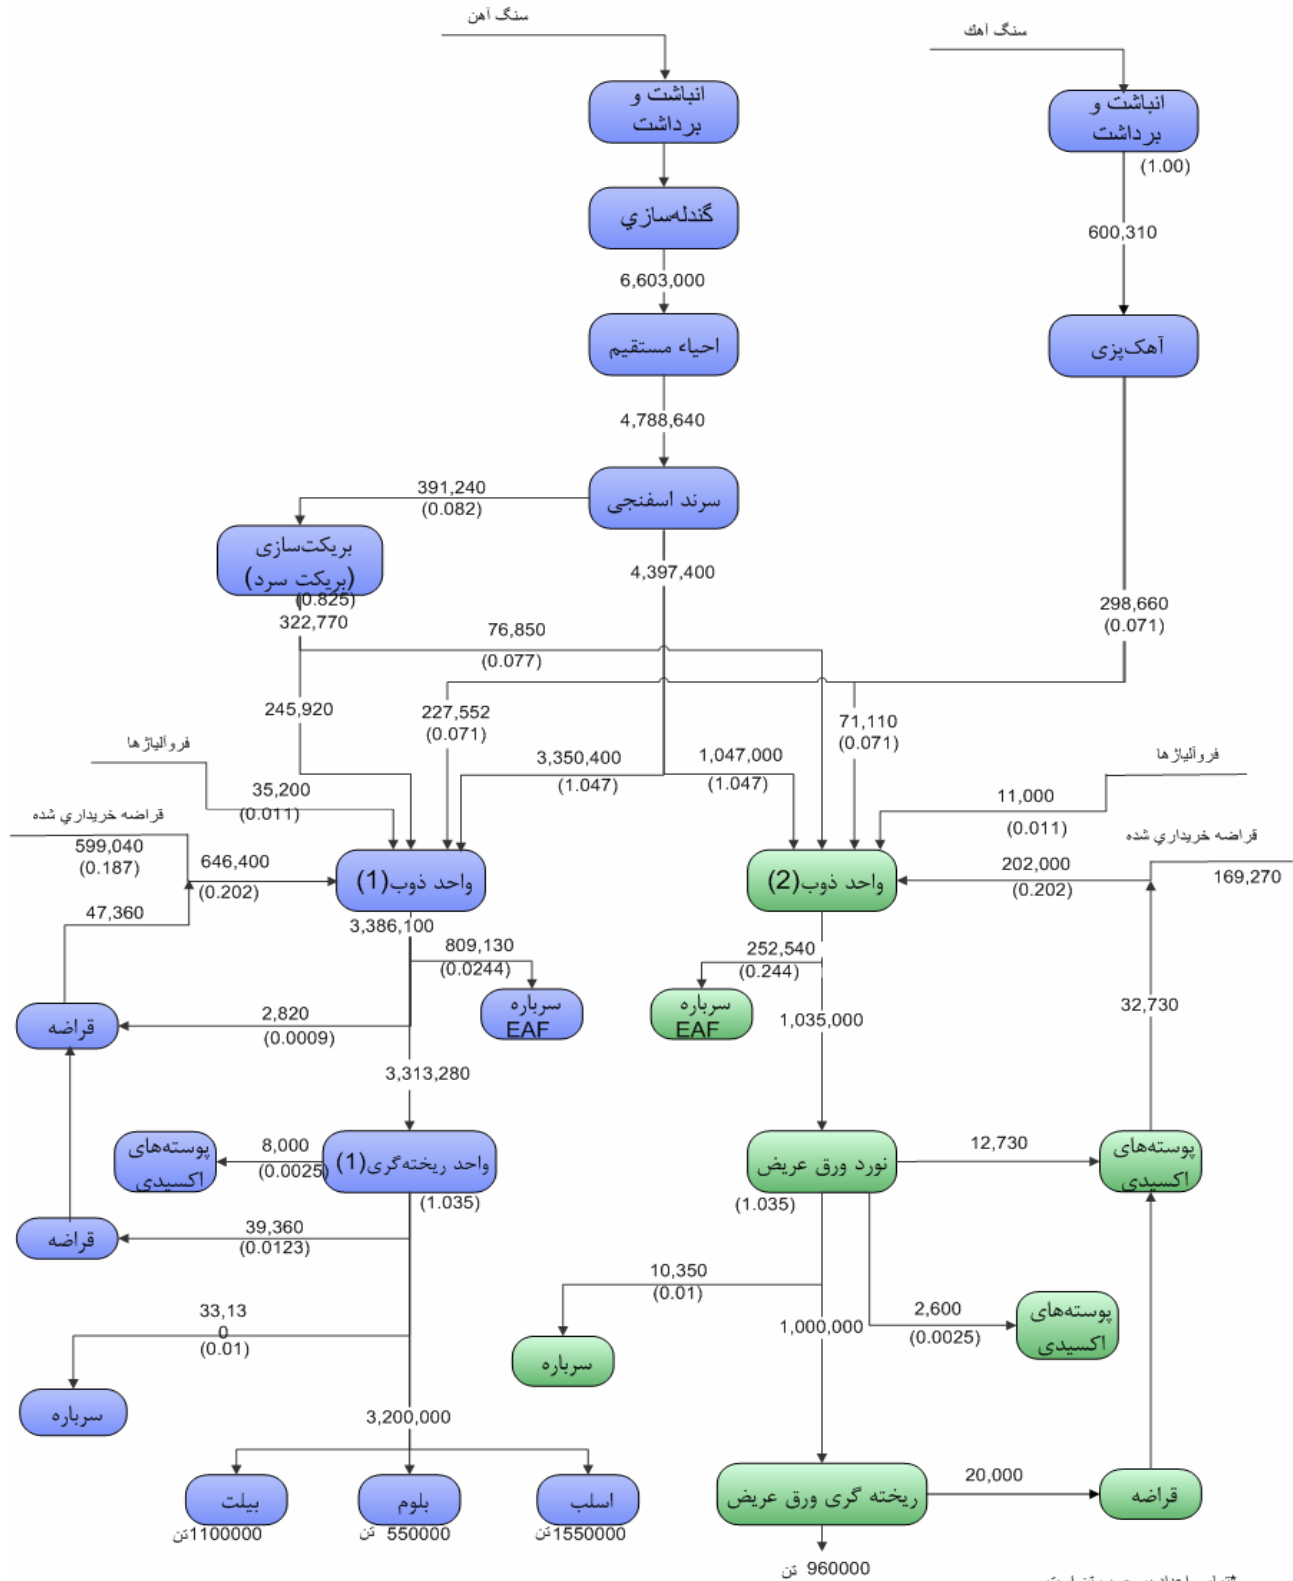 سنگ آهن
سنگ آهك
انباشت و
برداشت
انباشت و
برداشت
(1.00)
گندله‌سازي
600,310
6,603,000
احياء مستقيم
آهک‌پزی
4,788,640
سرند اسفنجی
391,240
(0.082)
بریکت‌سازی
(بریکت سرد)
(0.825)
322,770
4,397,400
298,660
(0.071)
76,850
(0.077)
245,920
227,552
(0.071)
71,110
(0.071)
فروآلياژها
3,350,400
(1.047)
1,047,000
(1.047)
فروآلياژها
35,200
(0.011)
11,000
(0.011)
قراضه خريداري شده
599,040
(0.187)
646,400
(0.202)
واحد ذوب(1)
واحد ذوب(2)
202,000
(0.202)
قراضه خريداري شده
169,270
47,360
3,386,100
809,130
(0.0244)
252,540
(0.244)
سرباره
EAF
سرباره
EAF
قراضه
2,820
(0.0009)
1,035,000
32,730
3,313,280
پوسته‌های
اکسیدی
8,000
(0.0025)
واحد ریخته‌گری(1)
(1.035)
نورد ورق عریض
(1.035)
12,730
پوسته‌های
اکسیدی
قراضه
39,360
(0.0123)
10,350
(0.01)
33,13
0
(0.01)
1,000,000
2,600
(0.0025)
پوسته‌های
اکسیدی
سرباره
سرباره
3,200,000
بیلت
بلوم
اسلب
ریخته گری ورق عریض
20,000
قراضه
1100000تن
550000 تن
1550000تن
960000 تن